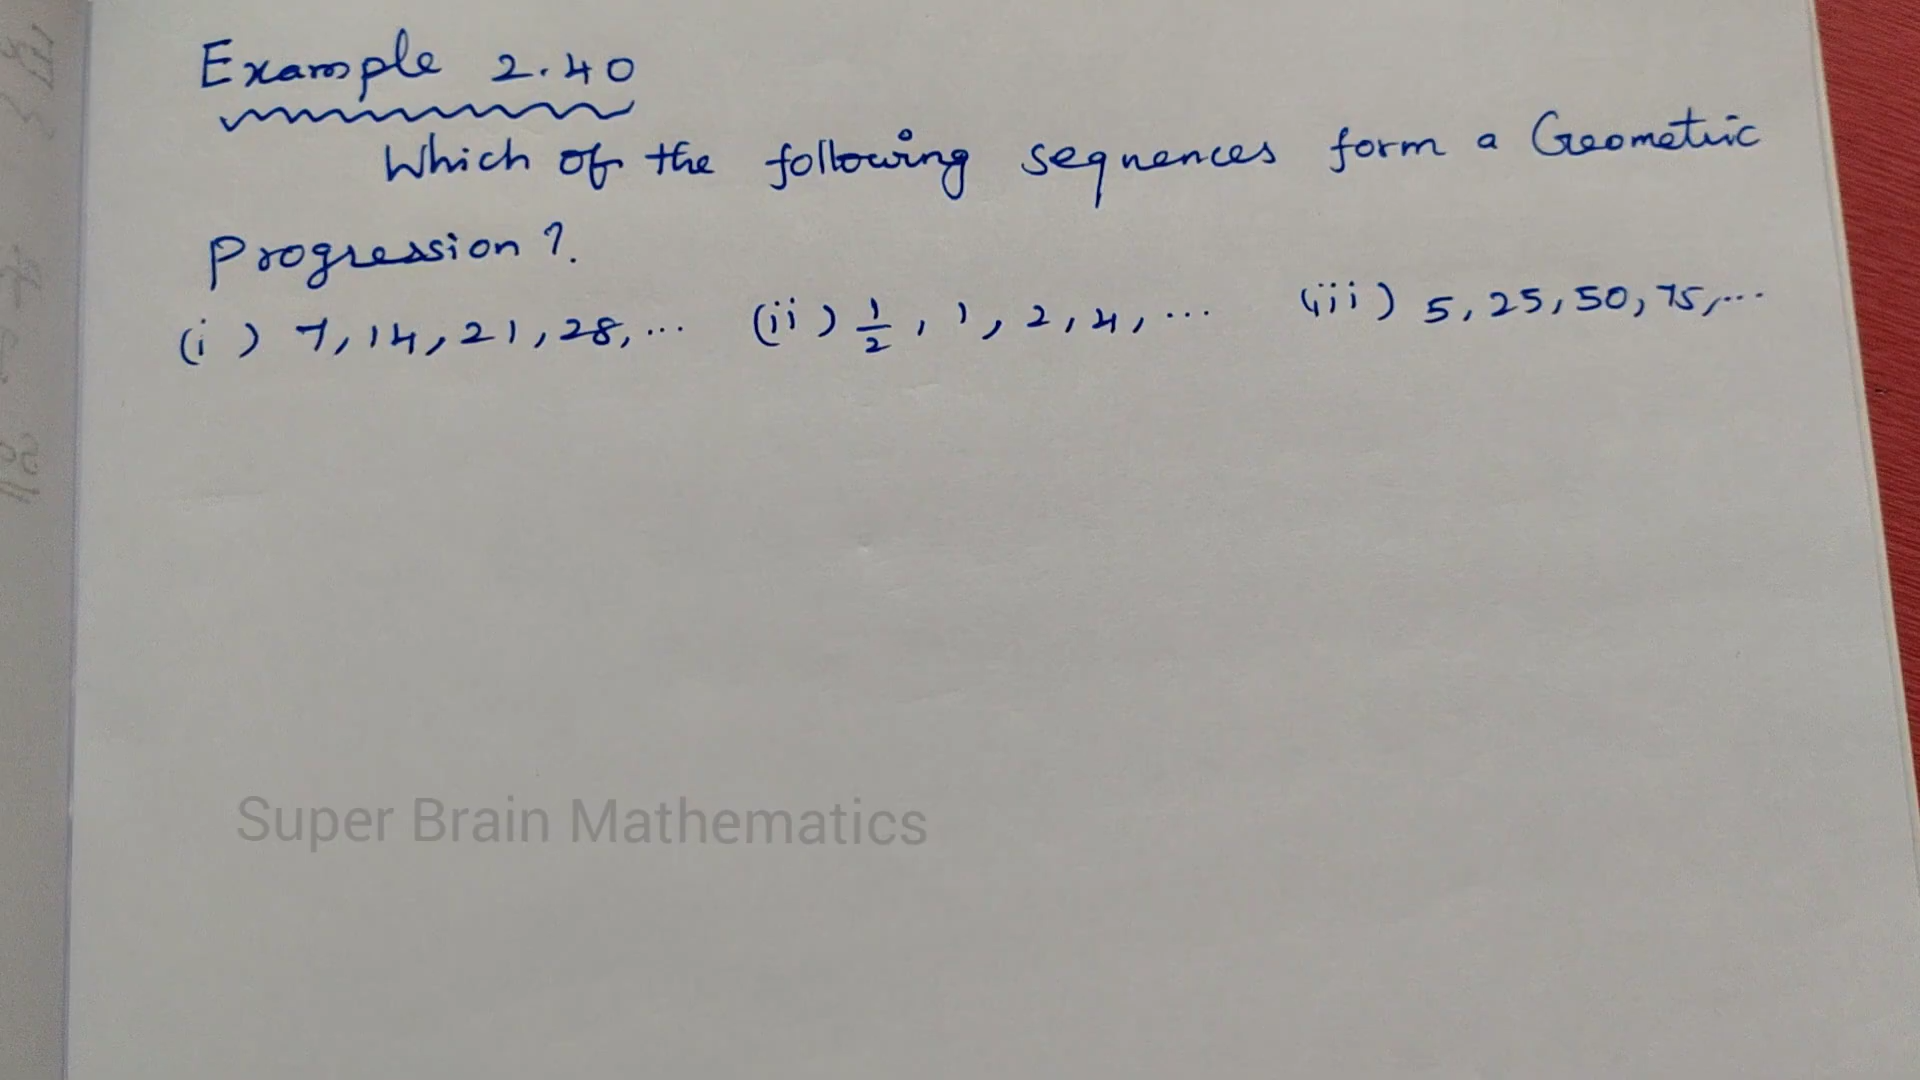 Example 2.40
Which of the following sequences form a Geometric
Progression?.
(i) 7, 14, 21, 28, ... (ii) 1/2, 1, 2, 4, ... (iii) 5, 25, 50, 75, ...
Super Brain Mathematics